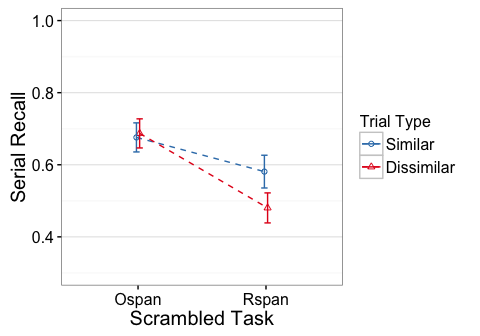 1.0
0.8
0.6
0.4
Serial Recall
Ospan
Rspan
Scrambled Task
Trial Type
Similar
Dissimilar